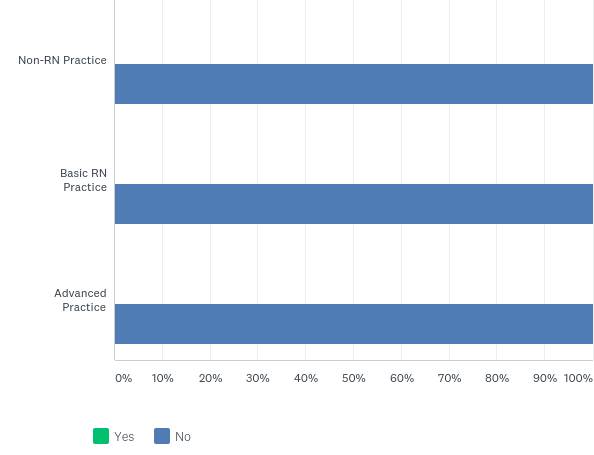 Non-RN Practice
Basic RN
Practice
Advanced
Practice
0% 10% 20% 30% 40% 50% 60% 70% 80% 90% 100%
Yes No